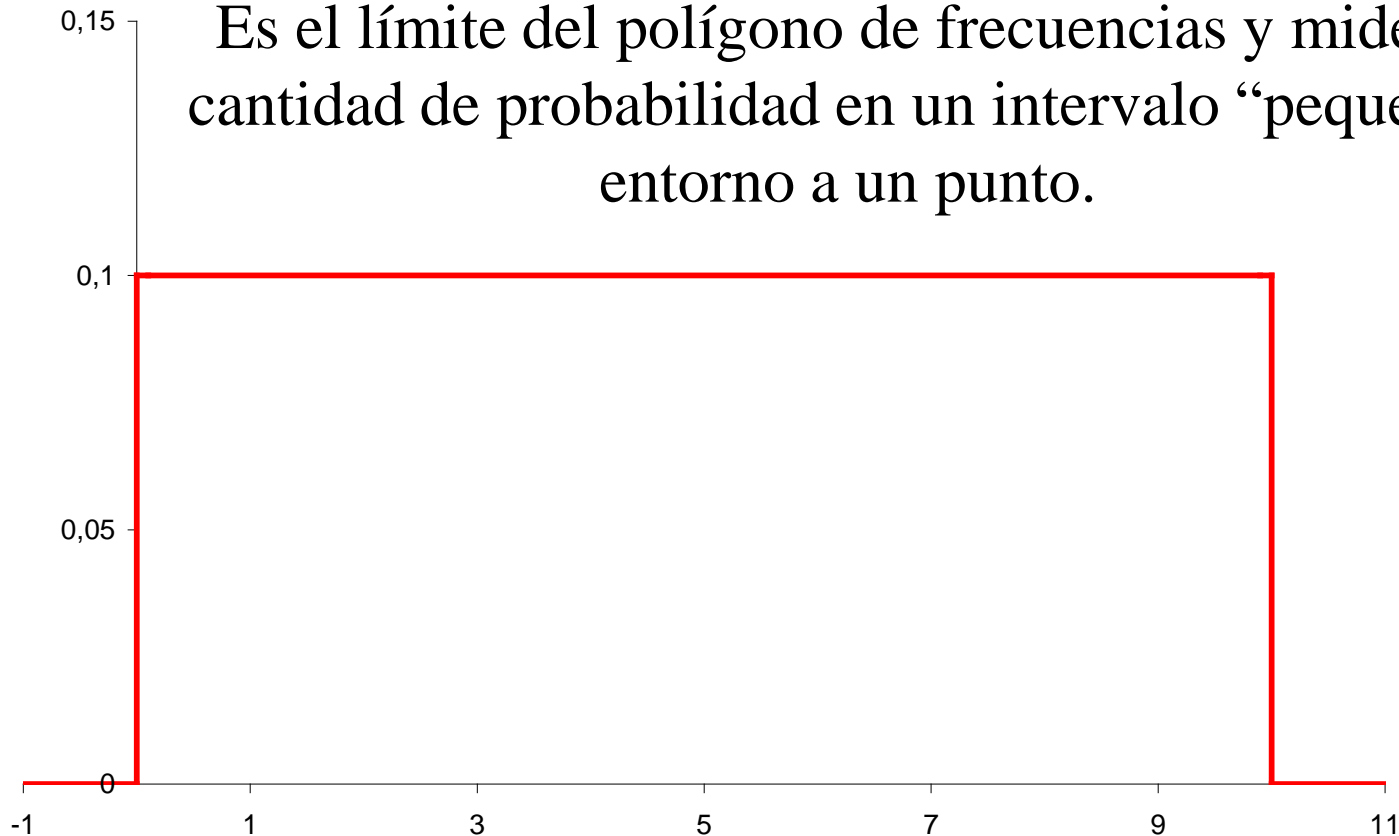 0,15
Es el límite del polígono de frecuencias y mide
cantidad de probabilidad en un intervalo “peque
entorno a un punto.
0,1
0,05
0
-1 1 3 5 7 9 11